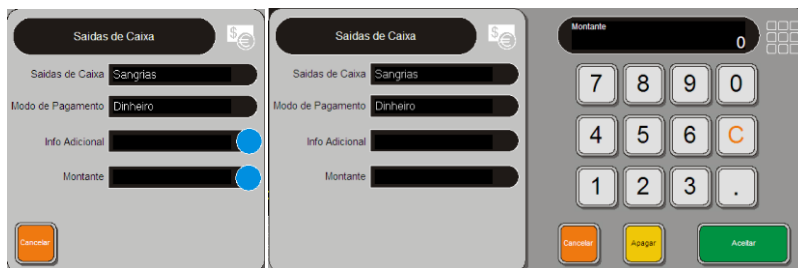 Saidas de Caixa
$
€
Saidas de Caixa Sangrias
Modo de Pagamento Dinheiro
Info Adicional
Montante
Cancelar
Saidas de Caixa
$
€
Saidas de Caixa Sangrias
Modo de Pagamento Dinheiro
Info Adicional
Montante
Montante
0
7 8 9 0
4 5 6 C
1 2 3 .
Cancelar Apagar Aceitar